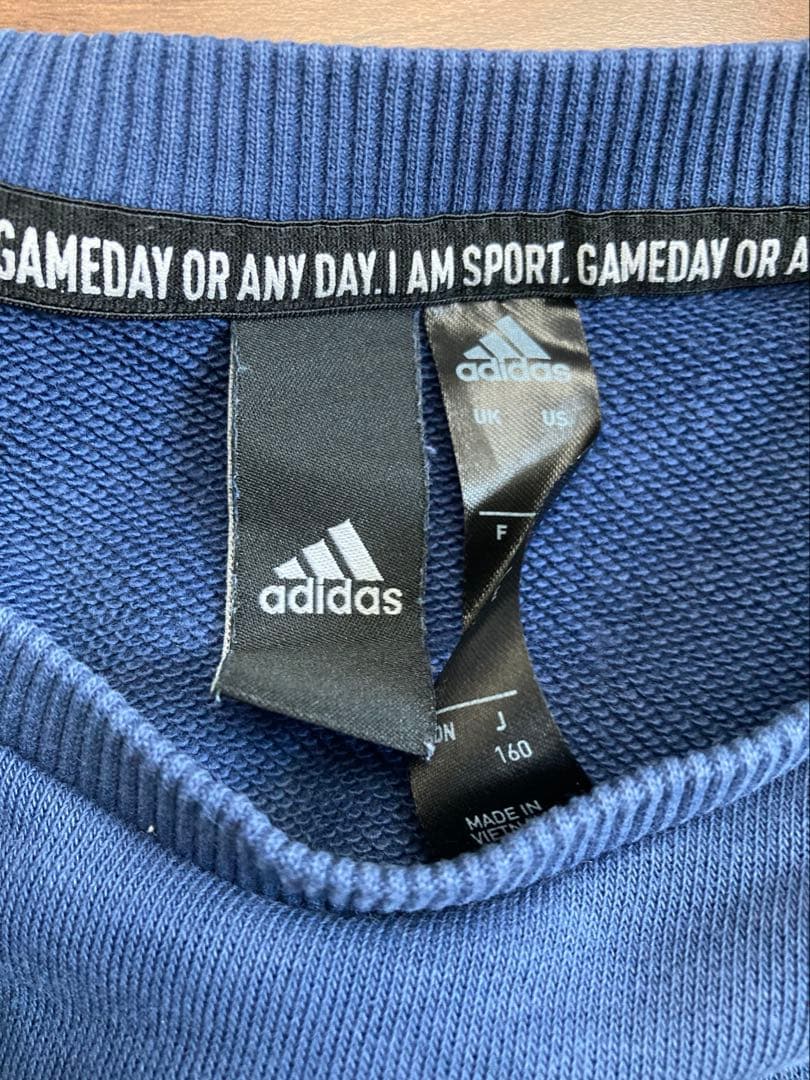 GAMEDAY OR ANY DAY. I AM SPORT. GAMEDAY OR A
adidas
UK US
F
adidas
J
160
MADE IN